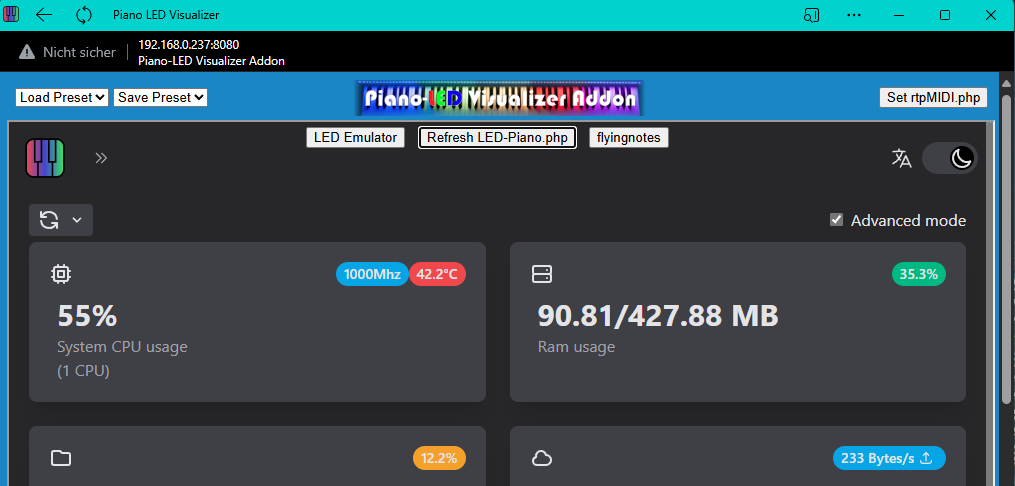 Piano LED Visualizer
Nicht sicher
192.168.0.237:8080
Piano-LED Visualizer Addon
Load Preset
Save Preset
Piano-LED Visualizer Addon
Set rtpMIDI.php
LED Emulator
Refresh LED-Piano.php
flyingnotes
Advanced mode
1000Mhz
42.2°C
55%
System CPU usage
(1 CPU)
35.3%
90.81/427.88 MB
Ram usage
12.2%
233 Bytes/s